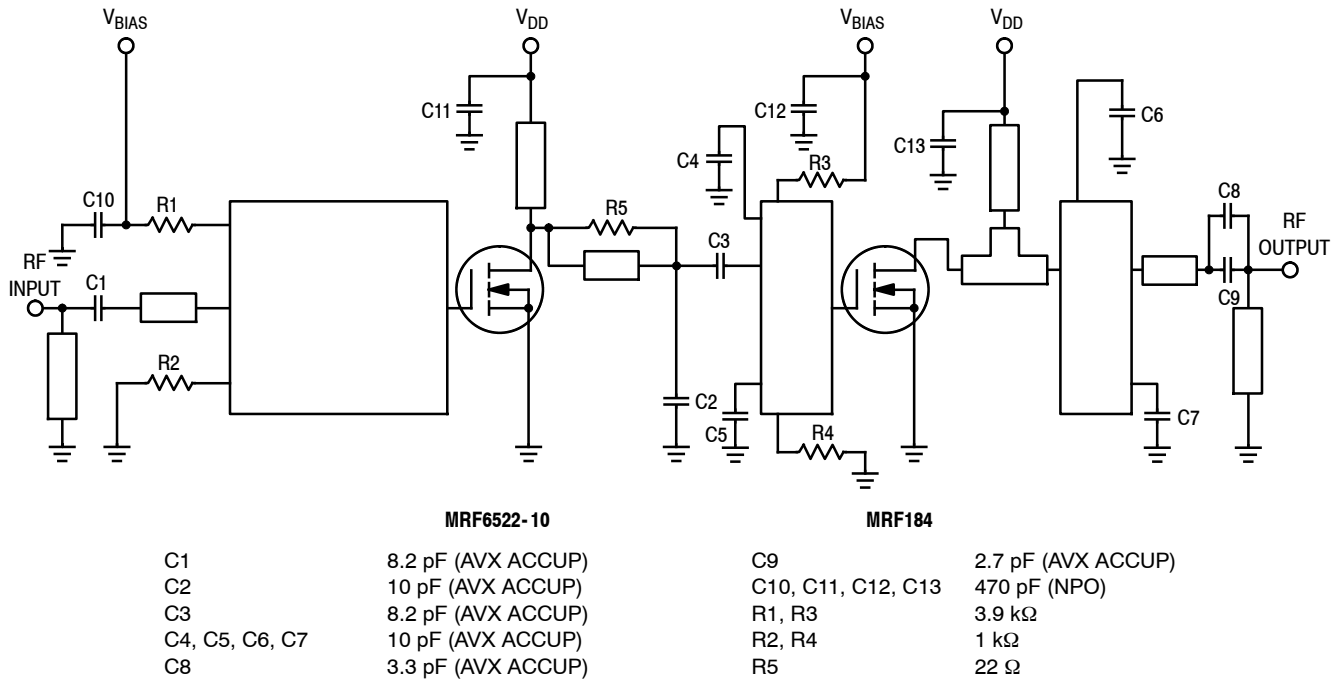 V_BIAS
V_DD
V_BIAS
V_DD
C11
C12
C6
C4
C13
R3
C10
R1
R5
C8
RF
INPUT
C1
C3
RF
OUTPUT
C9
R2
C2
C5
R4
C7
MRF6522-10
MRF184
C1 8.2 pF (AVX ACCUP) C9 2.7 pF (AVX ACCUP)
C2 10 pF (AVX ACCUP) C10, C11, C12, C13 470 pF (NPO)
C3 8.2 pF (AVX ACCUP) R1, R3 3.9 kΩ
C4, C5, C6, C7 10 pF (AVX ACCUP) R2, R4 1 kΩ
C8 3.3 pF (AVX ACCUP) R5 22 Ω